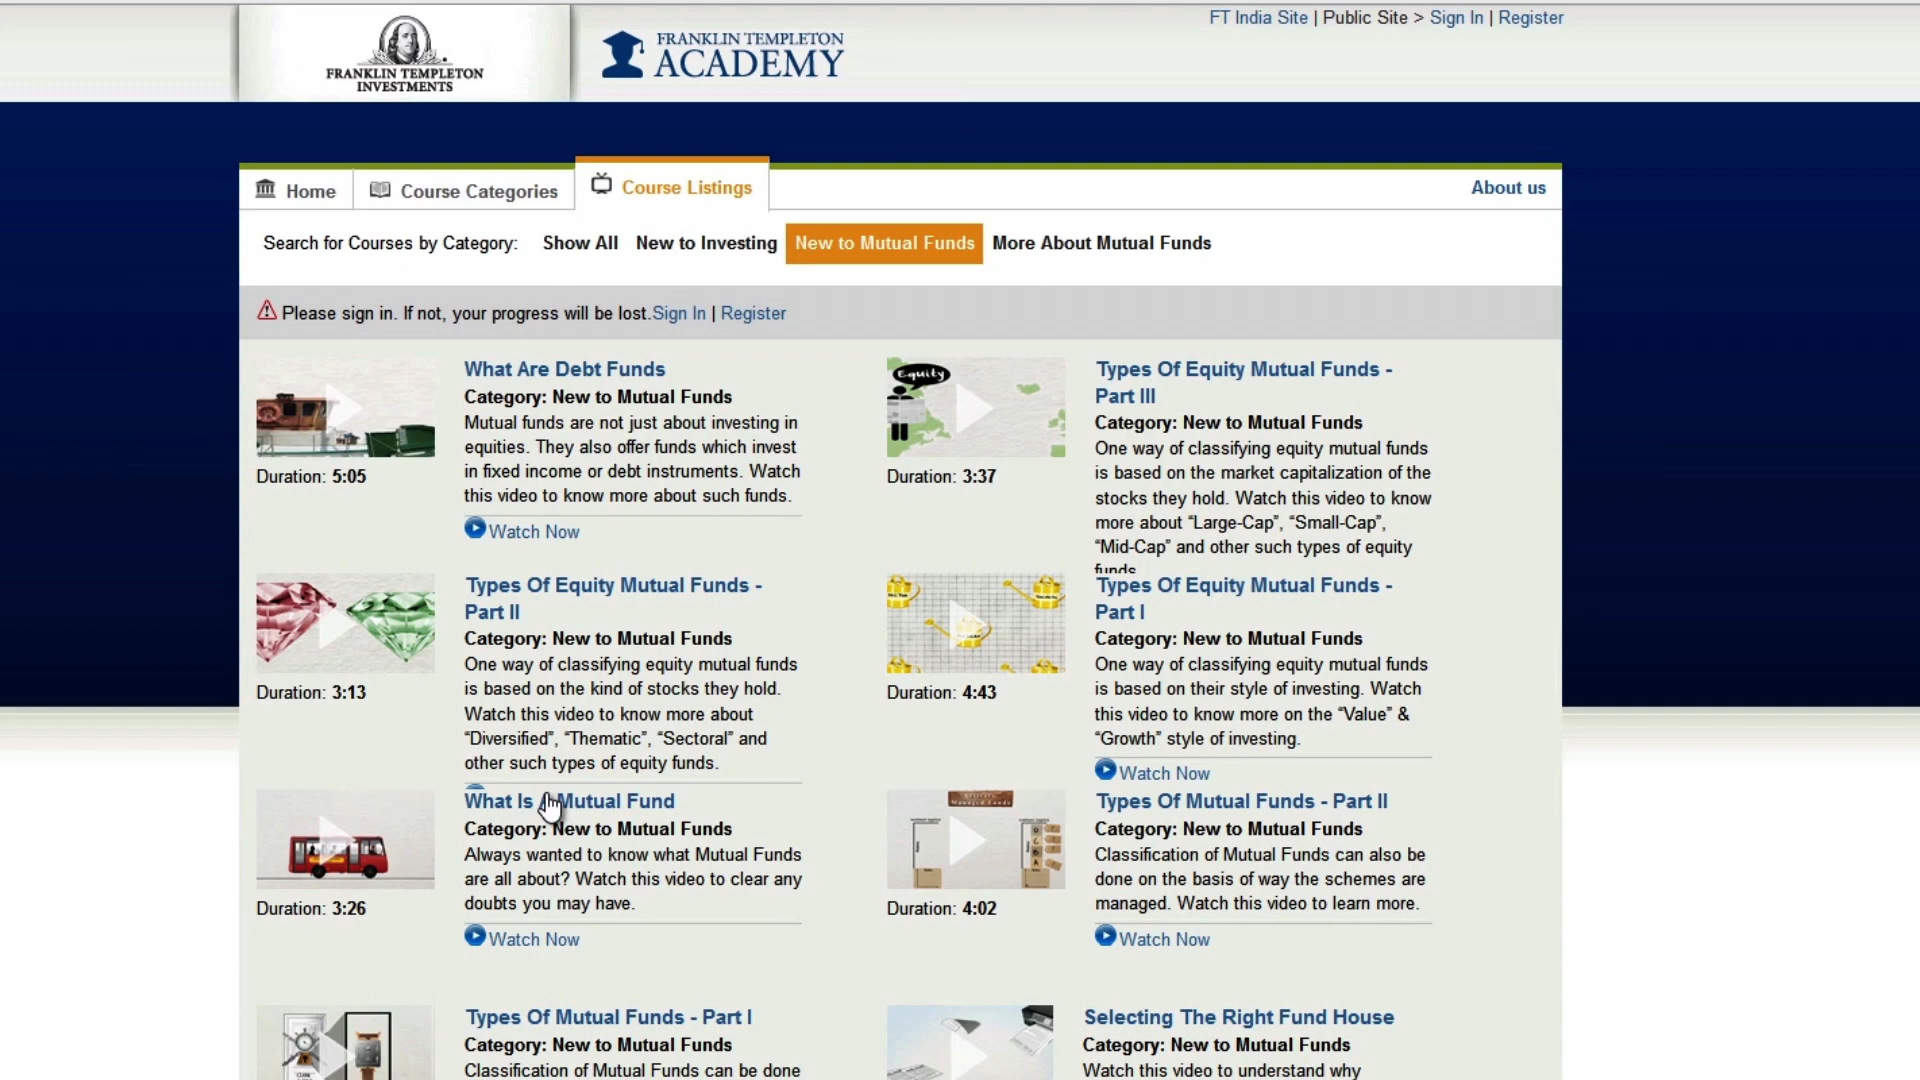 FT India Site | Public Site > Sign In | Register
FRANKLIN TEMPLETON
INVESTMENTS
FRANKLIN TEMPLETON
ACADEMY
Home
Course Categories
Course Listings
About us
Search for Courses by Category: Show All New to Investing New to Mutual Funds More About Mutual Funds
Please sign in. If not, your progress will be lost.Sign In | Register
What Are Debt Funds
Category: New to Mutual Funds
Mutual funds are not just about investing in
equities. They also offer funds which invest
in fixed income or debt instruments. Watch
this video to know more about such funds.
Watch Now
Duration: 5:05
Equity
Types Of Equity Mutual Funds -
Part III
Category: New to Mutual Funds
One way of classifying equity mutual funds
is based on the market capitalization of the
stocks they hold. Watch this video to know
more about “Large-Cap”, “Small-Cap”,
“Mid-Cap” and other such types of equity
funds
Duration: 3:37
Types Of Equity Mutual Funds -
Part II
Category: New to Mutual Funds
One way of classifying equity mutual funds
is based on the kind of stocks they hold.
Watch this video to know more about
“Diversified”, “Thematic”, “Sectoral” and
other such types of equity funds.
Duration: 3:13
Types Of Equity Mutual Funds -
Part I
Category: New to Mutual Funds
One way of classifying equity mutual funds
is based on their style of investing. Watch
this video to know more on the “Value” &
“Growth” style of investing.
Watch Now
Duration: 4:43
What Is Mutual Fund
Category: New to Mutual Funds
Always wanted to know what Mutual Funds
are all about? Watch this video to clear any
doubts you may have.
Watch Now
Duration: 3:26
Types Of Mutual Funds - Part II
Category: New to Mutual Funds
Classification of Mutual Funds can also be
done on the basis of way the schemes are
managed. Watch this video to learn more.
Watch Now
Duration: 4:02
Types Of Mutual Funds - Part I
Category: New to Mutual Funds
Classification of Mutual Funds can be done
Selecting The Right Fund House
Category: New to Mutual Funds
Watch this video to understand why